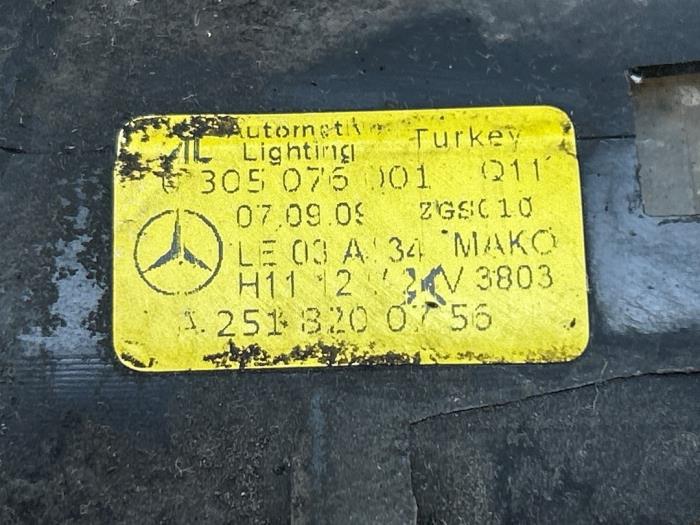 AL Automotive Turkey
Lighting
305 076 001 Q11
07.09.09 ZGS010
LE 03 A 34 MAKO
H11 12 V 3803
A 251 820 07 56